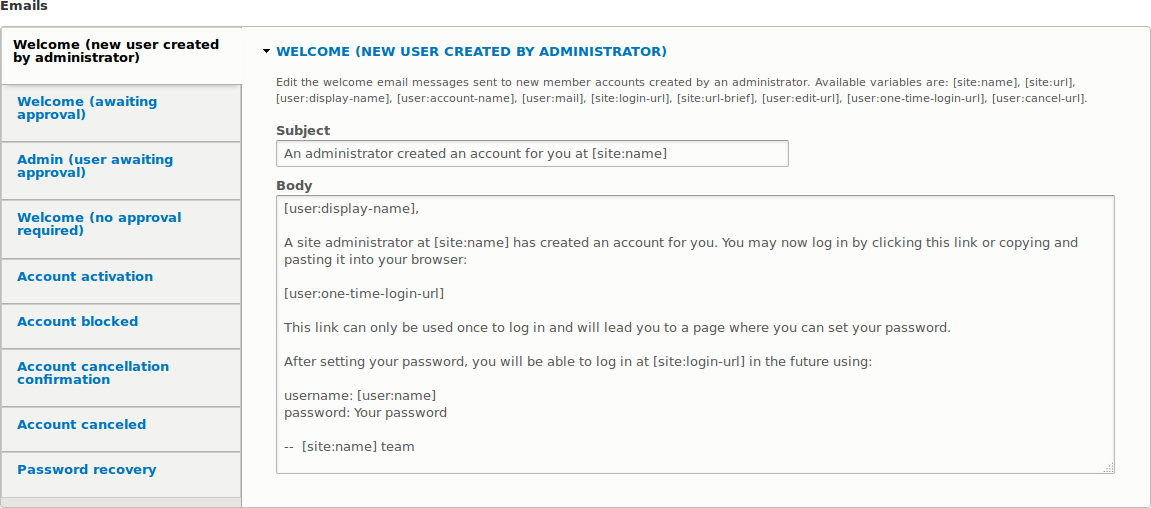 Emails
Welcome (new user created
by administrator)
Welcome (awaiting
approval)
Admin (user awaiting
approval)
Welcome (no approval
required)
Account activation
Account blocked
Account cancellation
confirmation
Account canceled
Password recovery
WELCOME (NEW USER CREATED BY ADMINISTRATOR)
Edit the welcome email messages sent to new member accounts created by an administrator. Available variables are: [site:name], [site:url],
[user:display-name], [user:account-name], [user:mail], [site:login-url], [site:url-brief], [user:edit-url], [user:one-time-login-url], [user:cancel-url].
Subject
An administrator created an account for you at [site:name]
Body
[user:display-name],
A site administrator at [site:name] has created an account for you. You may now log in by clicking this link or copying and
pasting it into your browser:
[user:one-time-login-url]
This link can only be used once to log in and will lead you to a page where you can set your password.
After setting your password, you will be able to log in at [site:login-url] in the future using:
username: [user:name]
password: Your password
--  [site:name] team